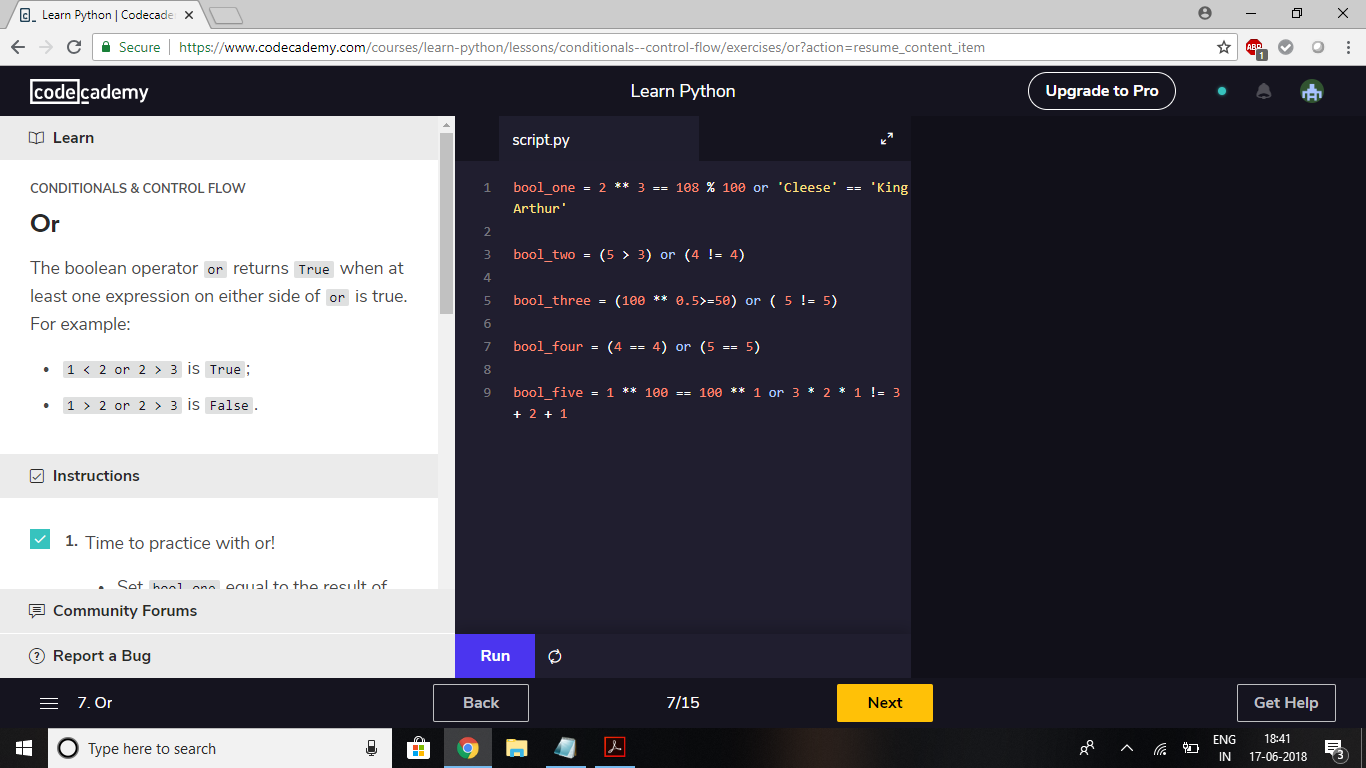 Learn Python | Codecade
Secure
https://www.codecademy.com/courses/learn-python/lessons/conditionals--control-flow/exercises/or?action=resume_content_item
ABP
1
codecademy
Learn Python
Upgrade to Pro
Learn
CONDITIONALS & CONTROL FLOW
Or
The boolean operator or returns True when at
least one expression on either side of or is true.
For example:
• 1 < 2 or 2 > 3 is True;
• 1 > 2 or 2 > 3 is False.
Instructions
1. Time to practice with or!
• Set bool_one equal to the result of
Community Forums
Report a Bug
script.py
1 bool_one = 2 ** 3 == 108 % 100 or 'Cleese' == 'King
Arthur'
2
3 bool_two = (5 > 3) or (4 != 4)
4
5 bool_three = (100 ** 0.5>=50) or ( 5 != 5)
6
7 bool_four = (4 == 4) or (5 == 5)
8
9 bool_five = 1 ** 100 == 100 ** 1 or 3 * 2 * 1 != 3
+ 2 + 1
Run
7. Or
Back
7/15
Next
Get Help
Type here to search
ENG
IN
18:41
17-06-2018
3